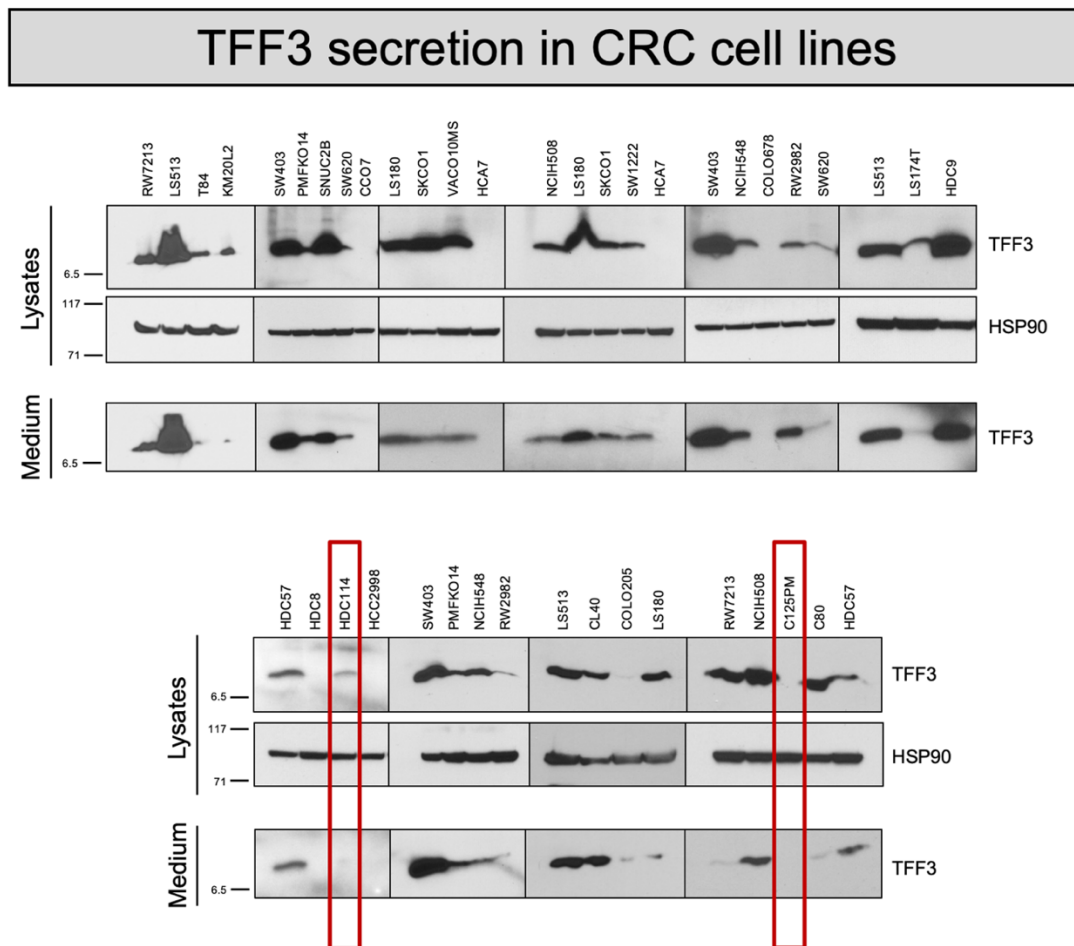 TFF3 secretion in CRC cell lines
RW7213 LS513 T84 KM20L2 SW403 PMFKO14 SNUC2B SW620 CCO7 LS180 SKCO1 VACO10MS HCA7 NCIH508 LS180 SKCO1 SW1222 HCA7 SW403 NCIH548 COLO678 RW2982 SW620 LS513 LS174T HDC9
Lysates
TFF3
6.5
117
HSP90
71
Medium
TFF3
6.5
HDC57 HDC8 HDC114 HCC2998 SW403 PMFKO14 NCIH548 RW2982 LS513 CL40 COLO205 LS180 RW7213 NCIH508 C125PM C80 HDC57
Lysates
TFF3
6.5
117
HSP90
71
Medium
TFF3
6.5